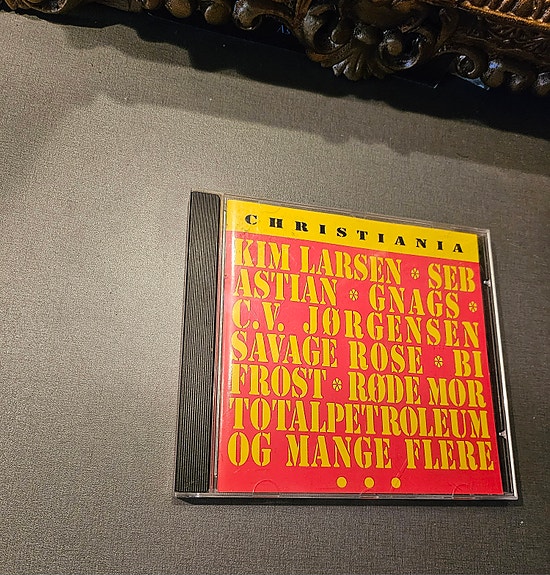 CHRISTIANIA
KIM LARSEN * SEB
ASTIAN * GNAGS *
C.V. JØRGENSEN
SAVAGE ROSE * BI
FROST * RØDE MOR
TOTALPETROLEUM
OG MANGE FLERE
• • •